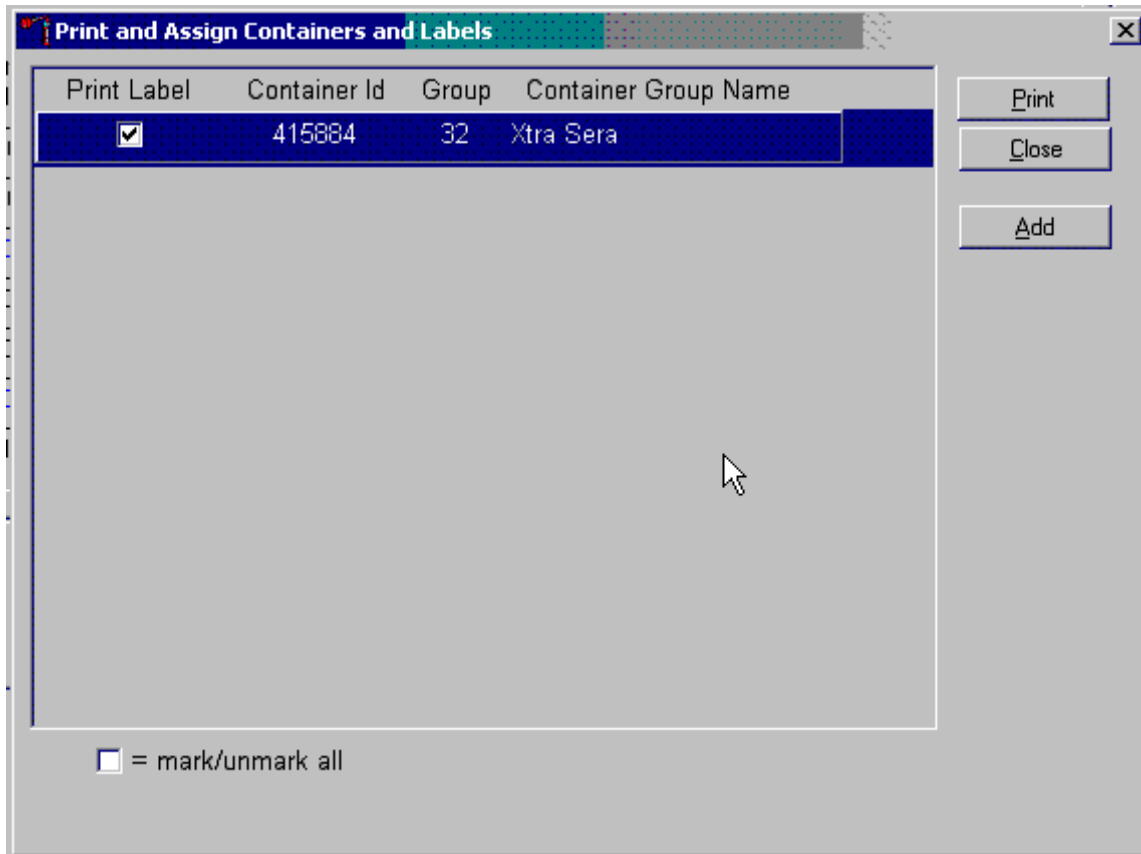 Print and Assign Containers and Labels
Print Label Container Id Group Container Group Name
415884 32 Xtra Sera
Print
Close
Add
= mark/unmark all